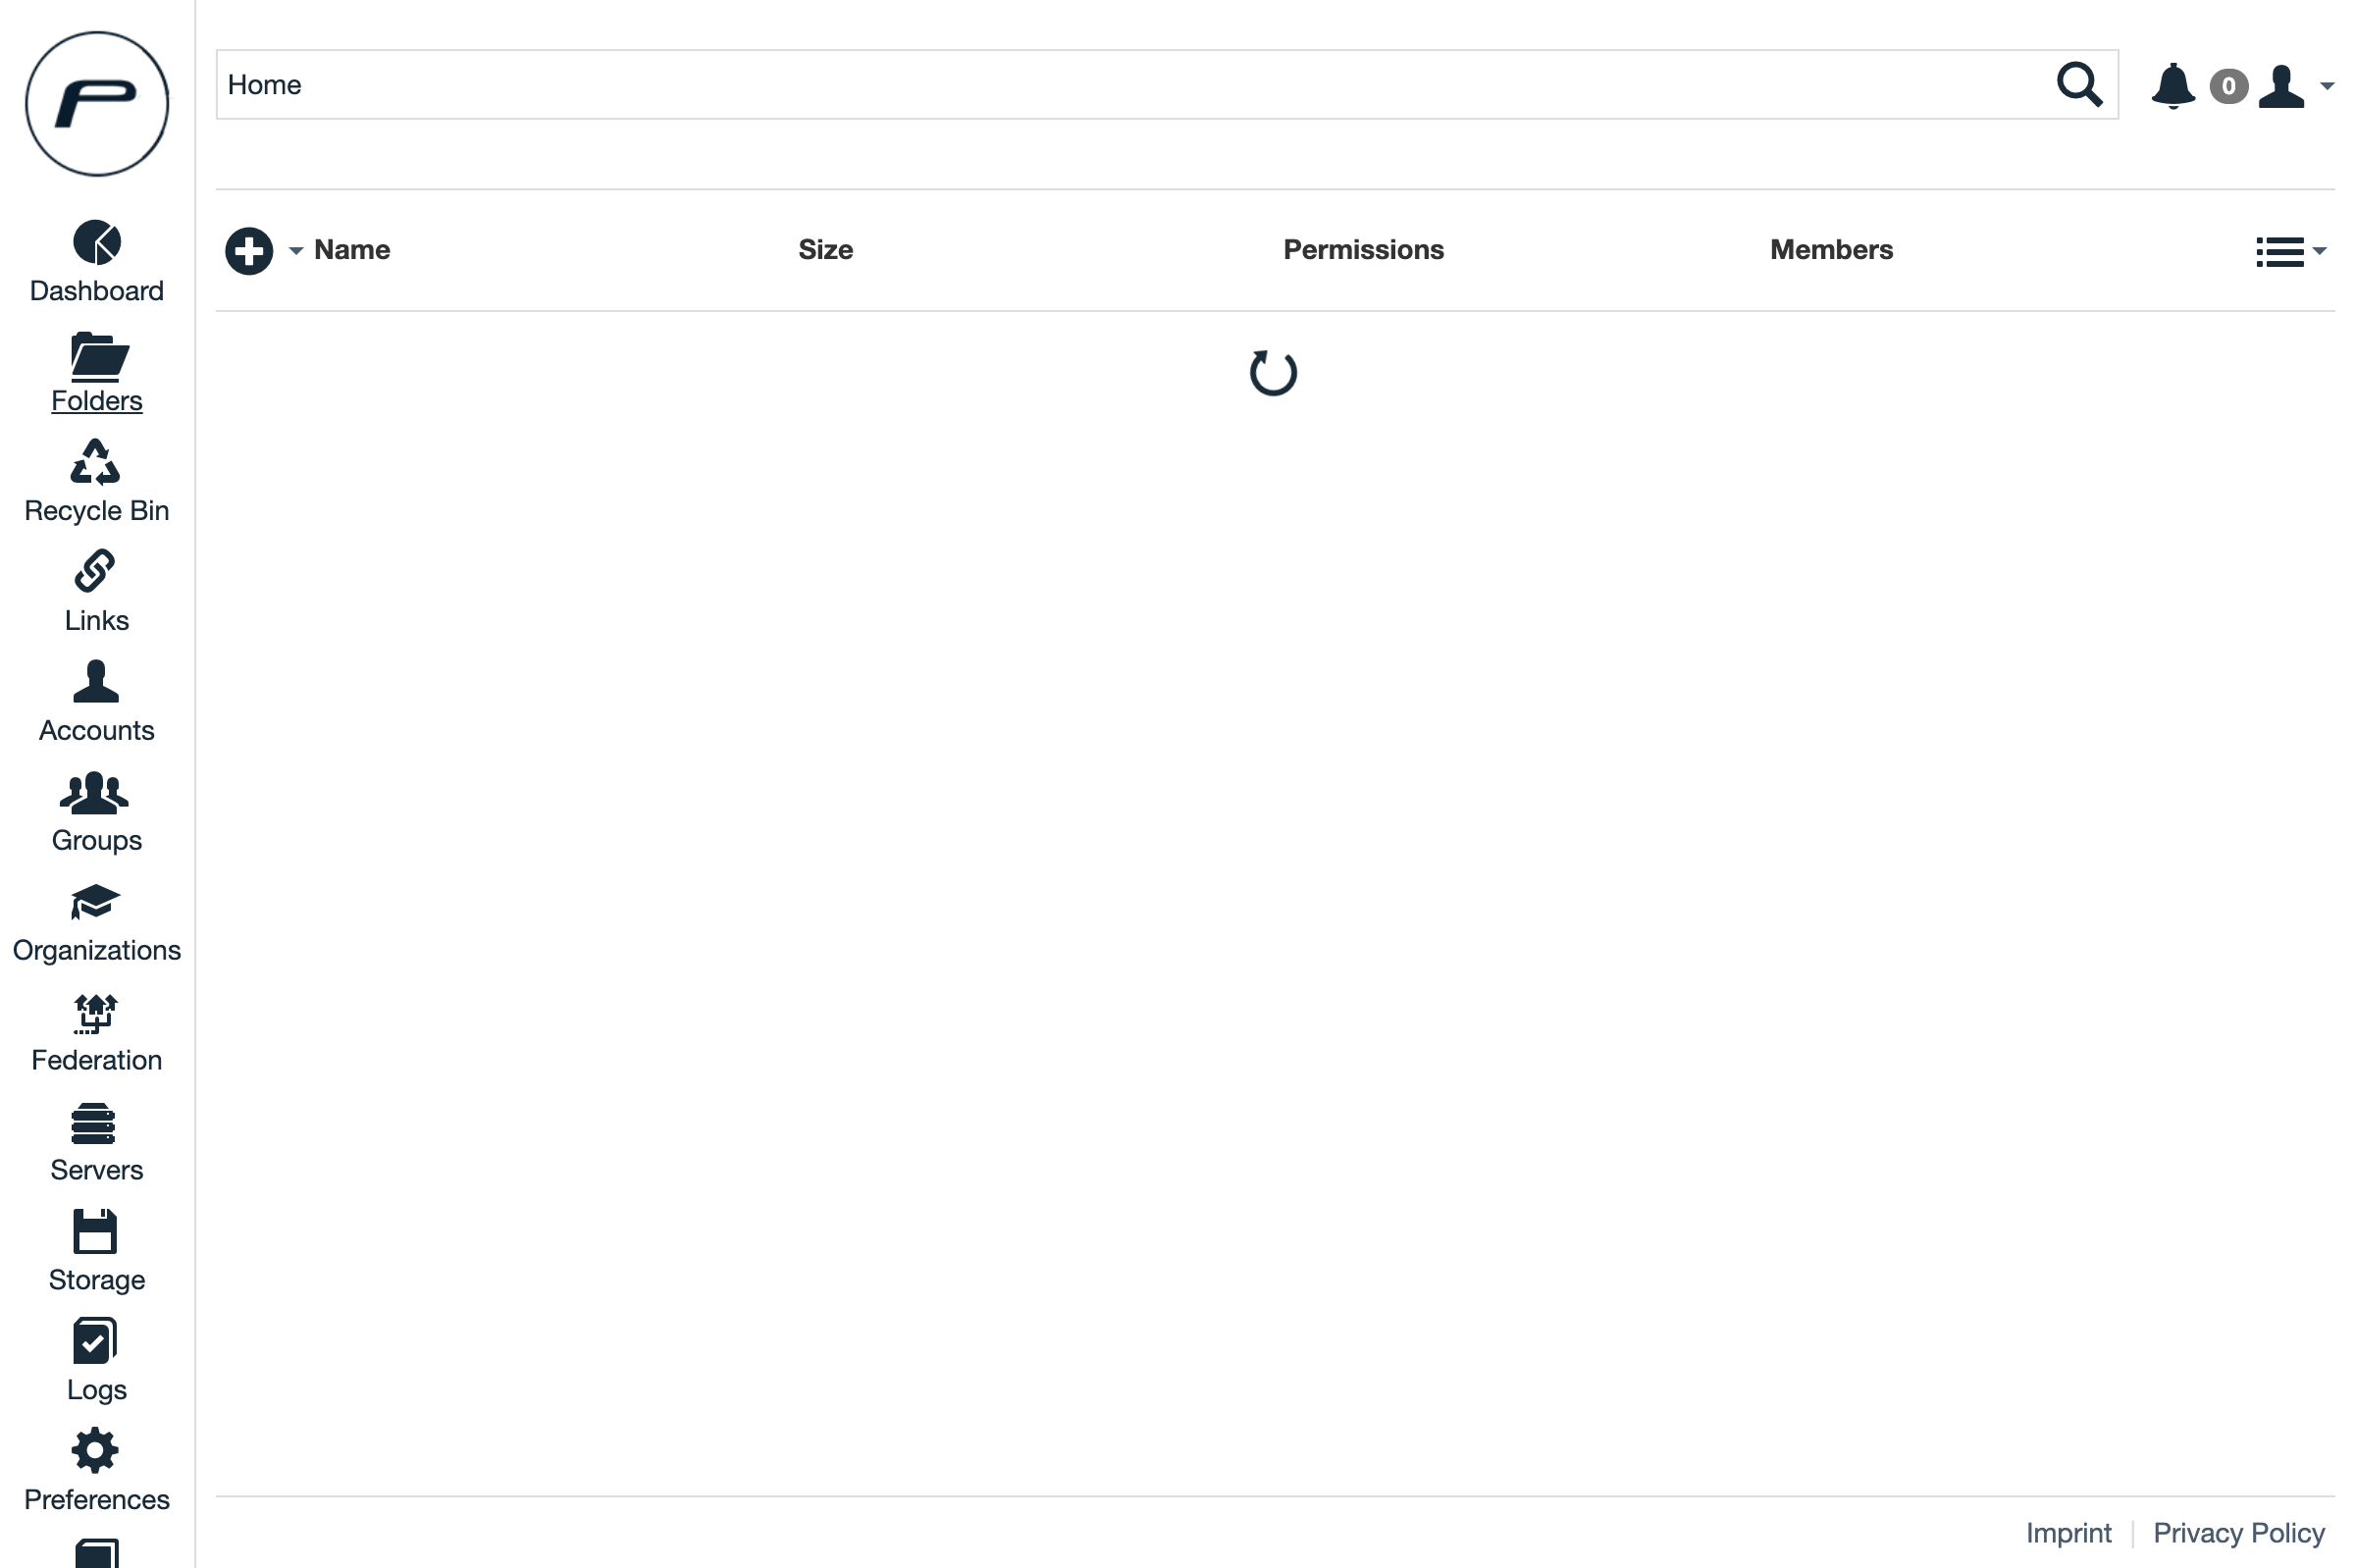 P
Home
0
Name Size Permissions Members
Dashboard
Folders
Recycle Bin
Links
Accounts
Groups
Organizations
Federation
Servers
Storage
Logs
Preferences
Imprint Privacy Policy